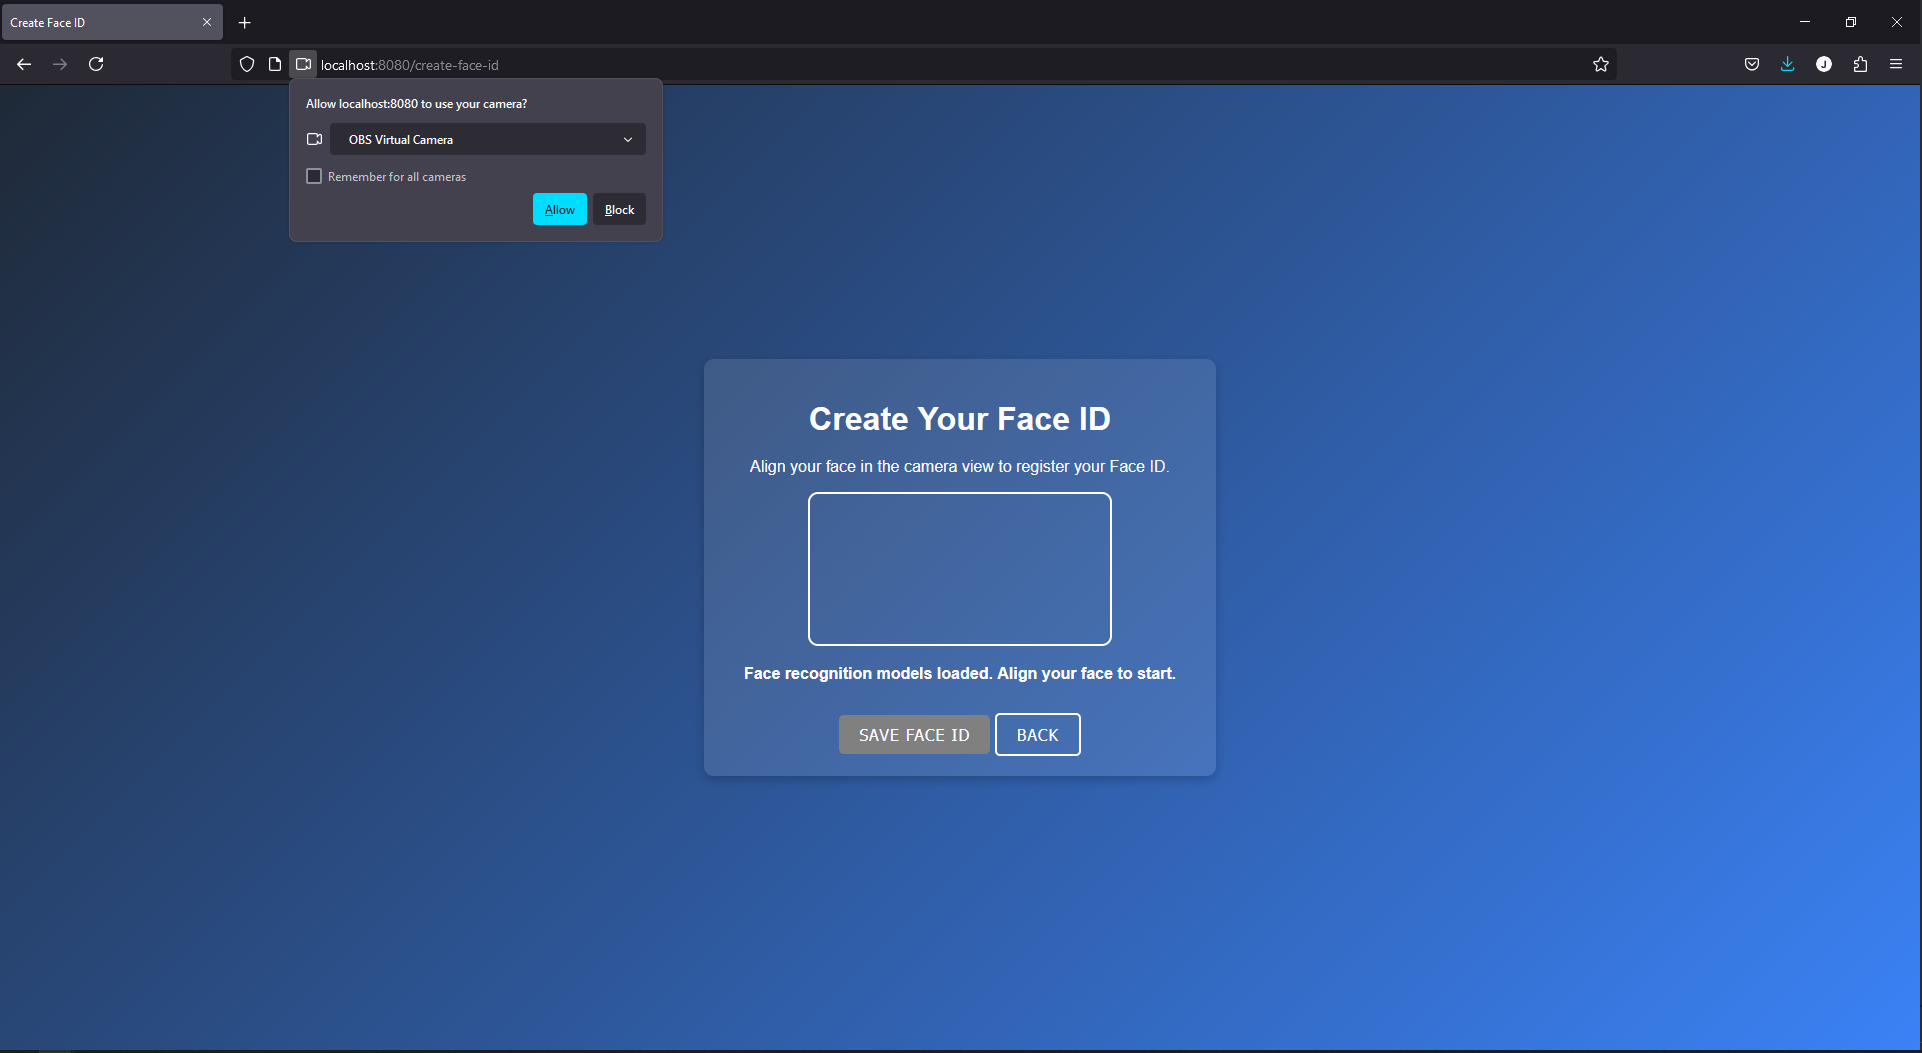 Create Face ID
localhost:8080/create-face-id
J
Allow localhost:8080 to use your camera?
OBS Virtual Camera
Remember for all cameras
Allow Block
Create Your Face ID
Align your face in the camera view to register your Face ID.
Face recognition models loaded. Align your face to start.
SAVE FACE ID BACK